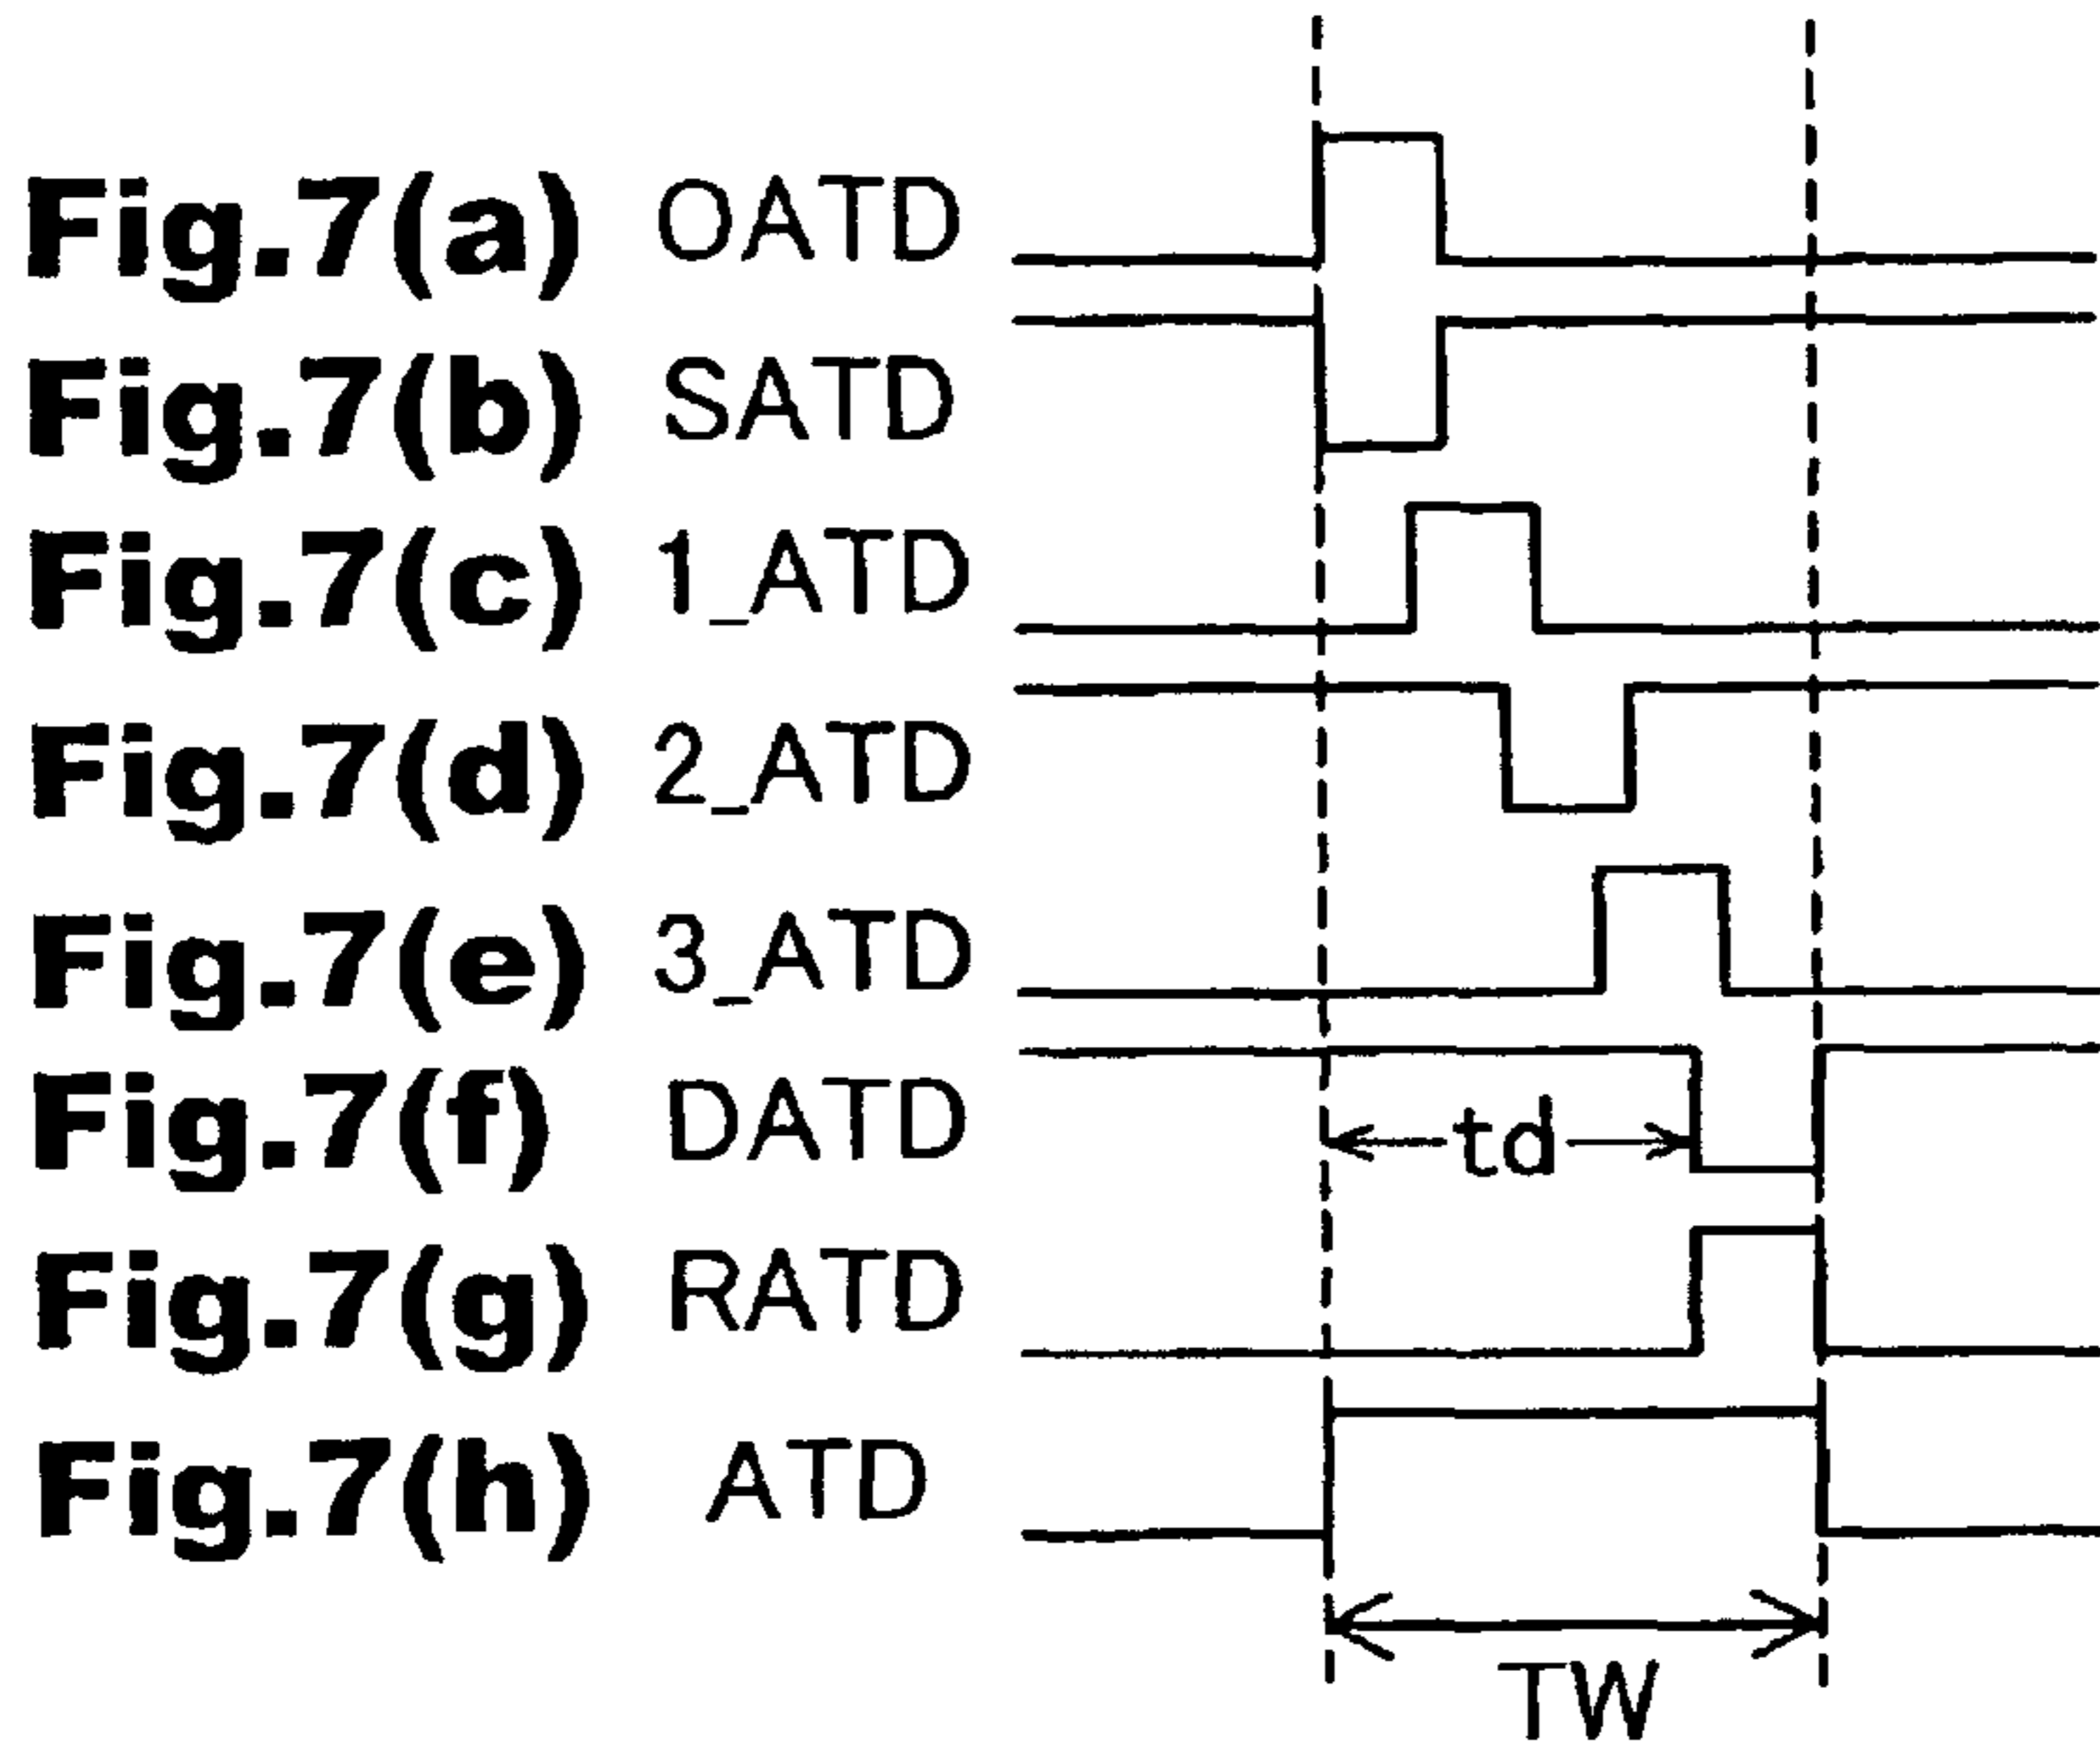 Fig.7(a) OATD
Fig.7(b) SATD
Fig.7(c) 1_ATD
Fig.7(d) 2_ATD
Fig.7(e) 3_ATD
Fig.7(f) DATD
td
Fig.7(g) RATD
Fig.7(h) ATD
TW